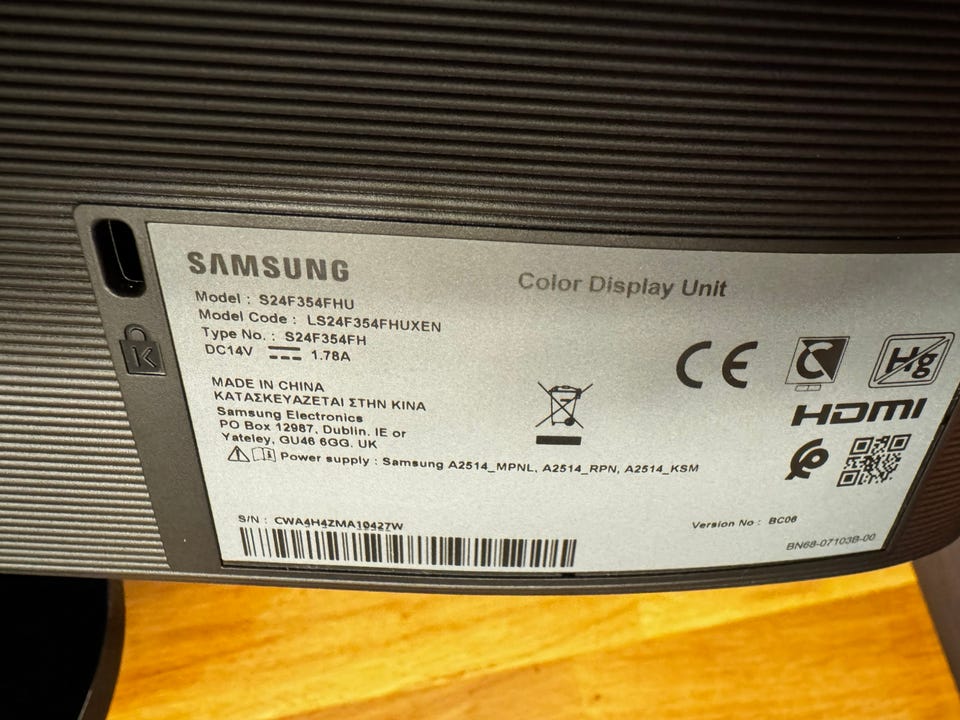 SAMSUNG
Color Display Unit
Model : S24F354FHU
Model Code : LS24F354FHUXEN
Type No. : S24F354FH
DC14V 1.78A
MADE IN CHINA
ΚΑΤΑΣΚΕΥΑΖΕΤΑΙ ΣΤΗΝ ΚΙΝΑ
Samsung Electronics
PO Box 12987, Dublin. IE or
Yateley, GU46 6GG. UK
Power supply : Samsung A2514_MPNL, A2514_RPN, A2514_KSM
CE
Hg
HDMI
K
S/N : CWA4H4ZMA10427W
Version No : BC06
BN68-07103B-00